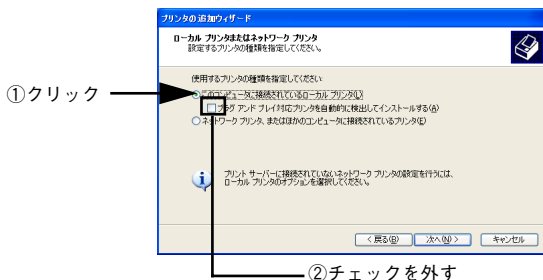 プリンタの追加ウィザード
ローカル プリンタまたはネットワーク プリンタ
設定するプリンタの種類を指定してください。
使用するプリンタの種類を指定してください:
①クリック
このコンピュータに接続されているローカル プリンタ(L)
プラグ アンド プレイ対応プリンタを自動的に検出してインストールする(A)
ネットワーク プリンタ、またはほかのコンピュータに接続されているプリンタ(E)
プリント サーバーに接続されていないネットワーク プリンタの設定を行うには、
ローカル プリンタのオプションを選択してください。
< 戻る(B) 次へ(N) > キャンセル
②チェックを外す